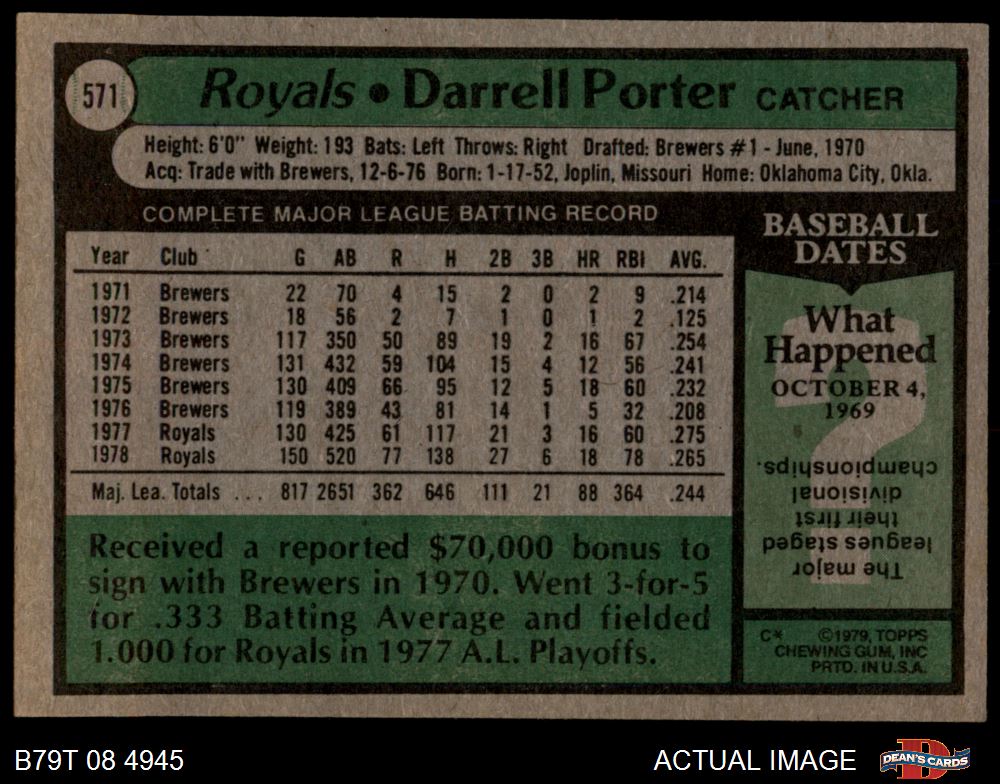 571
Royals • Darrell Porter CATCHER
Height: 6'0" Weight: 193 Bats: Left Throws: Right Drafted: Brewers #1 - June, 1970
Acq: Trade with Brewers, 12-6-76 Born: 1-17-52, Joplin, Missouri Home: Oklahoma City, Okla.
COMPLETE MAJOR LEAGUE BATTING RECORD
Year Club G AB R H 2B 3B HR RBI AVG.
1971 Brewers 22 70 4 15 2 0 2 9 .214
1972 Brewers 18 56 2 7 1 0 1 2 .125
1973 Brewers 117 350 50 89 19 2 16 67 .254
1974 Brewers 131 432 59 104 15 4 12 56 .241
1975 Brewers 130 409 66 95 12 5 18 60 .232
1976 Brewers 119 389 43 81 14 1 5 32 .208
1977 Royals 130 425 61 117 21 3 16 60 .275
1978 Royals 150 520 77 138 27 6 18 78 .265
Maj. Lea. Totals ... 817 2651 362 646 111 21 88 364 .244
Received a reported $70,000 bonus to
sign with Brewers in 1970. Went 3-for-5
for .333 Batting Average and fielded
1.000 for Royals in 1977 A.L. Playoffs.
BASEBALL
DATES
What
Happened
OCTOBER 4,
1969
?
The major
leagues staged
their first
divisional
championships.
C* ©1979, TOPPS
CHEWING GUM, INC
PRTD. IN U.S.A.
B79T 08 4945
ACTUAL IMAGE
D
DEAN'S CARDS